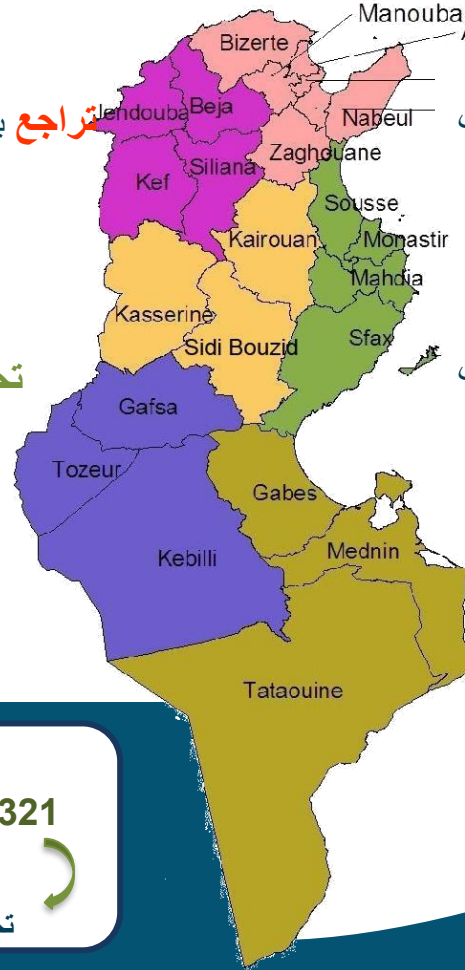 Manouba
Bizerte
Jendouba
Beja
تراجع
Nabeul
Siliana
Zaghouane
Kef
Sousse
Kairouan
Monastir
Mahdia
Kasserine
Sidi Bouzid
Sfax
Gafsa
Tozeur
Gabes
Kebilli
Mednin
Tataouine
321